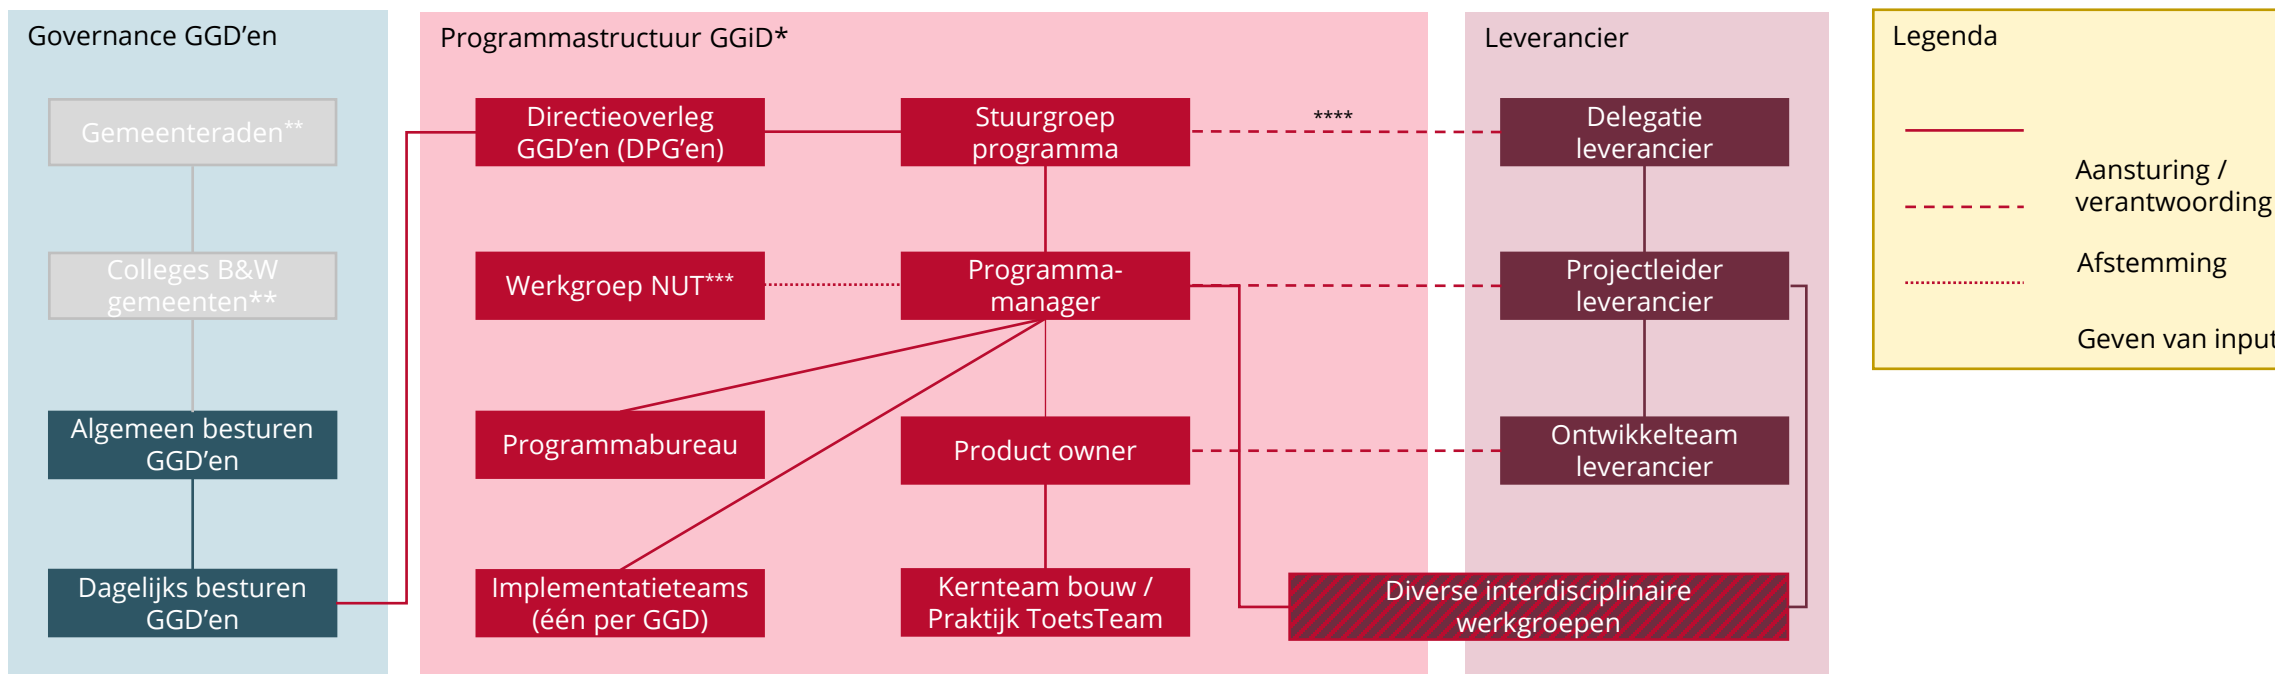 Governance GGD’en
Gemeenteraden**
Colleges B&W
gemeenten**
Algemeen besturen
GGD’en
Dagelijks besturen
GGD’en
Programmastructuur GGiD*
Directieoverleg
GGD’en (DPG’en)
Stuurgroep
programma
****
Werkgroep NUT***
Programma-
manager
Programmabureau
Product owner
Implementatieteams
(één per GGD)
Kernteam bouw /
Praktijk ToetsTeam
Leverancier
Delegatie
leverancier
Projectleider
leverancier
Ontwikkelteam
leverancier
Diverse interdisciplinaire
werkgroepen
Legenda
Aansturing /
verantwoording
Afstemming
Geven van input